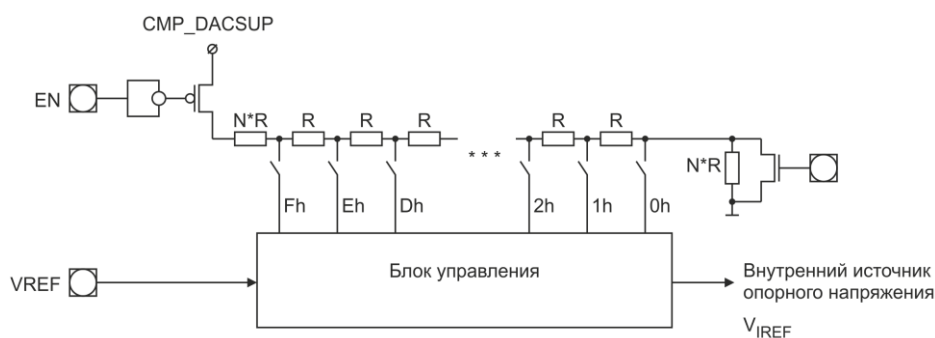 CMP_DACSUP
EN
N*R
R
R
R
* * *
R
R
N*R
Fh
Eh
Dh
2h
1h
0h
VREF
Блок управления
Внутренний источник
опорного напряжения
VIREF